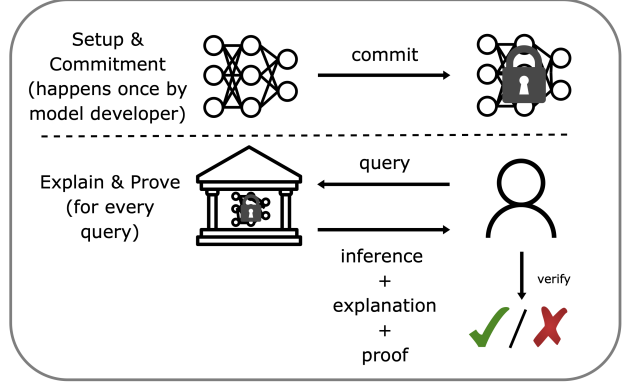 Setup &
Commitment
(happens once by
model developer)
commit
Explain & Prove
(for every
query)
query
inference
+
explanation
+
proof
verify
/